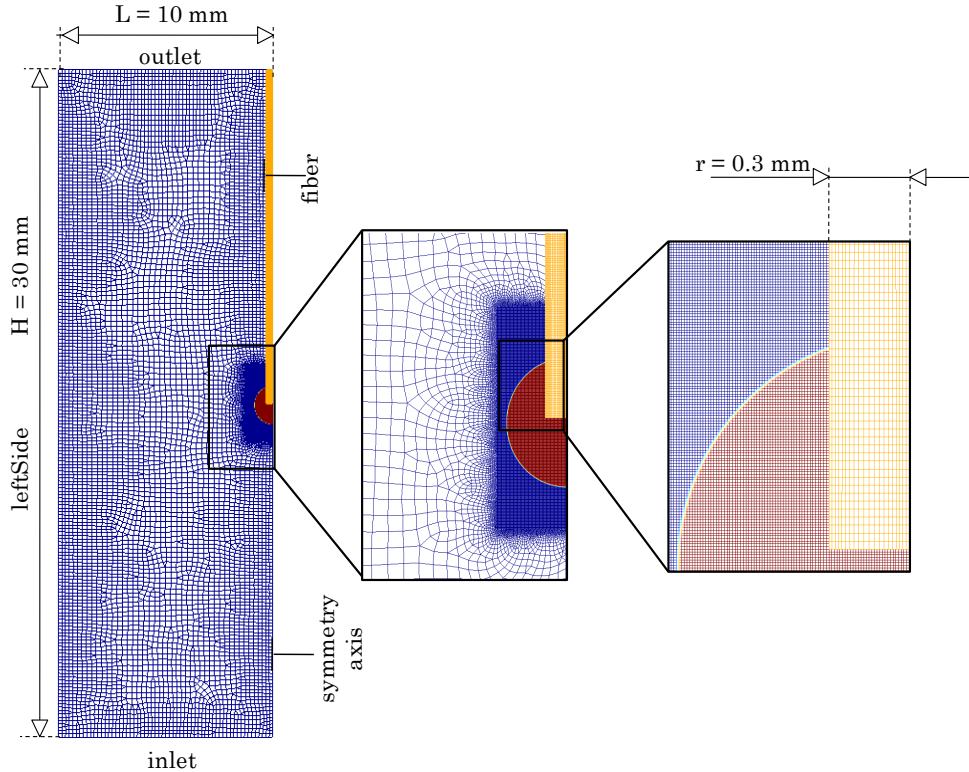 L = 10 mm
outlet
fiber
H = 30 mm
leftSide
symmetry
axis
inlet
r = 0.3 mm